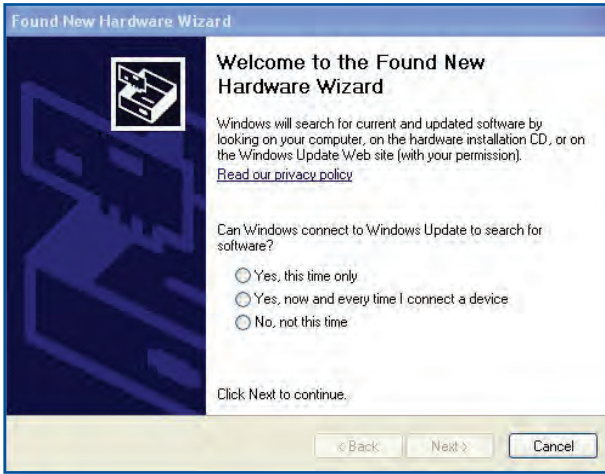 Found New Hardware Wizard
Welcome to the Found New
Hardware Wizard
Windows will search for current and updated software by
looking on your computer, on the hardware installation CD, or on
the Windows Update Web site (with your permission).
Read our privacy policy
Can Windows connect to Windows Update to search for
software?
Yes, this time only
Yes, now and every time I connect a device
No, not this time
Click Next to continue.
< Back Next > Cancel